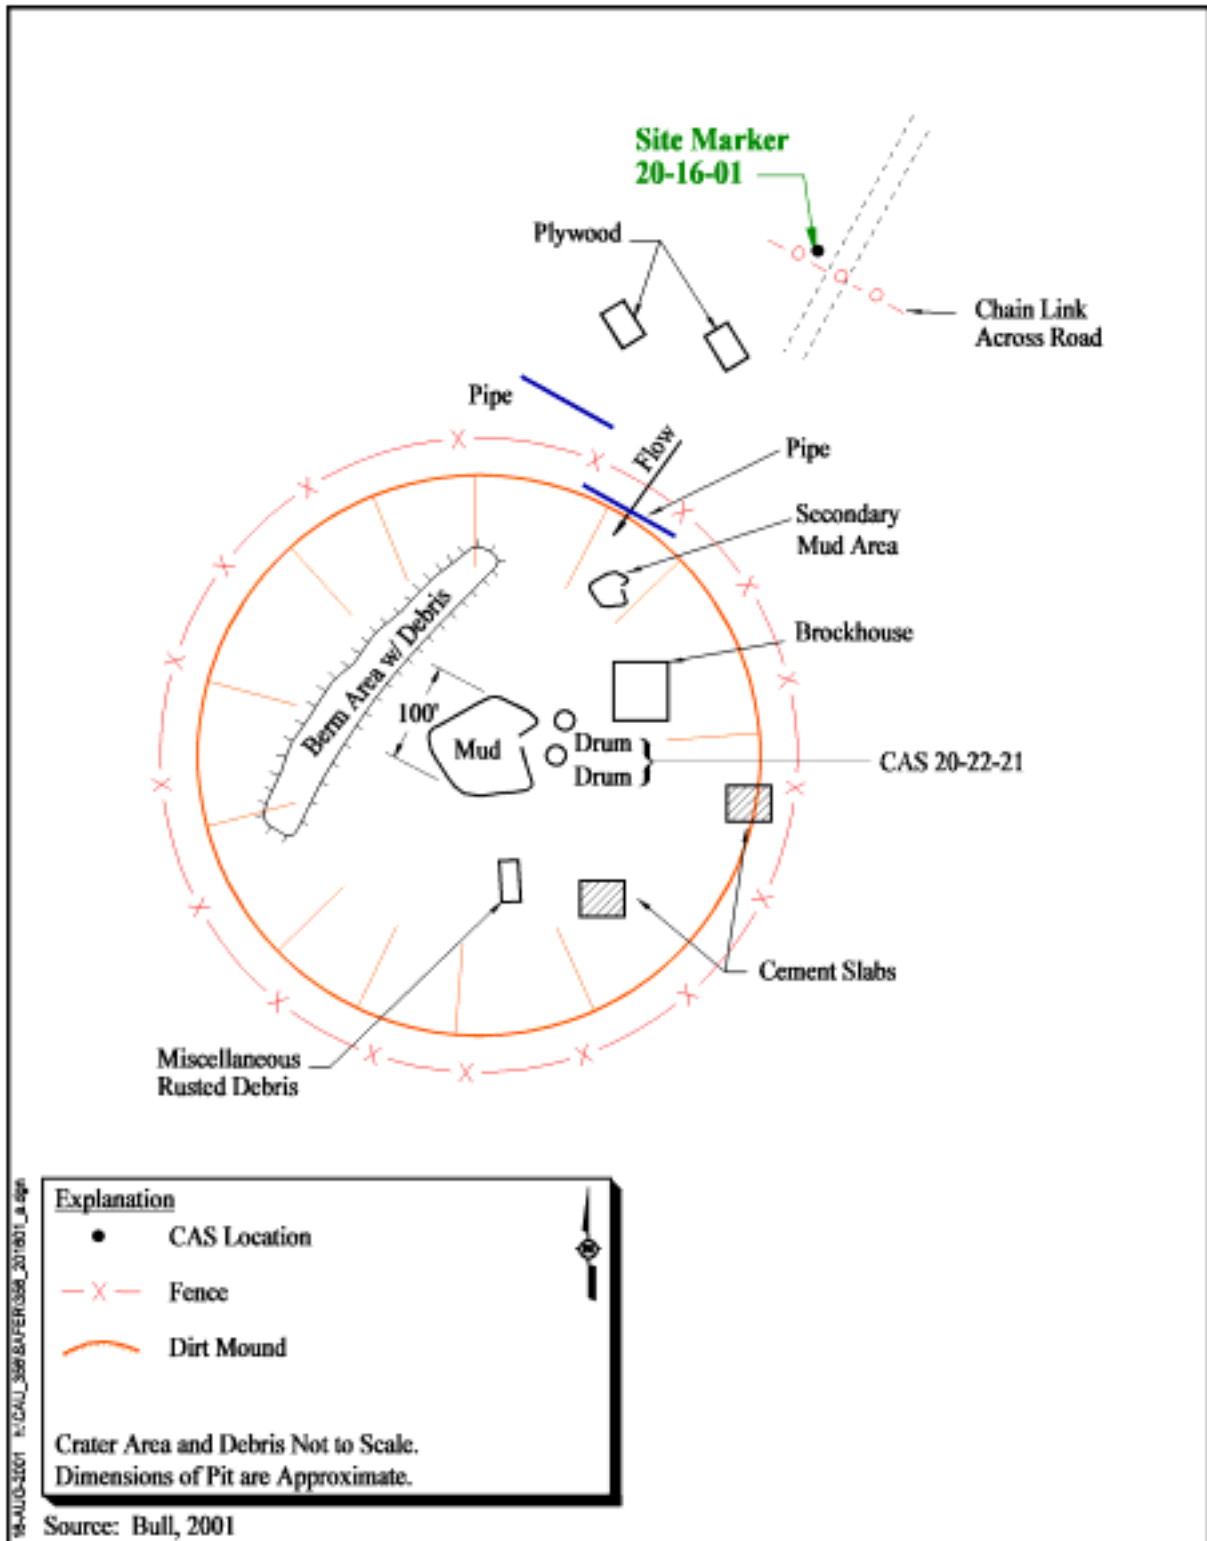 Site Marker
20-16-01
Plywood
Chain Link
Across Road
Pipe
Flow
Pipe
Secondary
Mud Area
Brockhouse
Berm Area w/ Debris
100'
Mud
Drum
Drum
CAS 20-22-21
Cement Slabs
Miscellaneous
Rusted Debris
Explanation
CAS Location
X
Fence
Dirt Mound
Crater Area and Debris Not to Scale.
Dimensions of Pit are Approximate.
Source: Bull, 2001